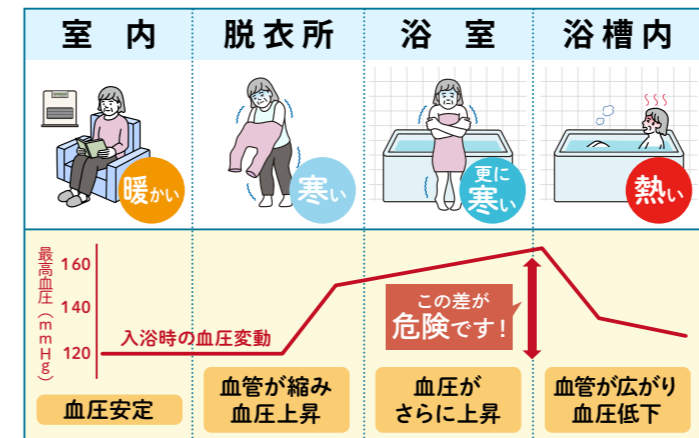 室内
脱衣所
浴室
浴槽内
暖かい
寒い
更に
寒い
熱い
最高血圧(mmHg)
160
140
120
入浴時の血圧変動
この差が
危険です!
血圧安定
血管が縮み
血圧上昇
血圧が
さらに上昇
血管が広がり
血圧低下